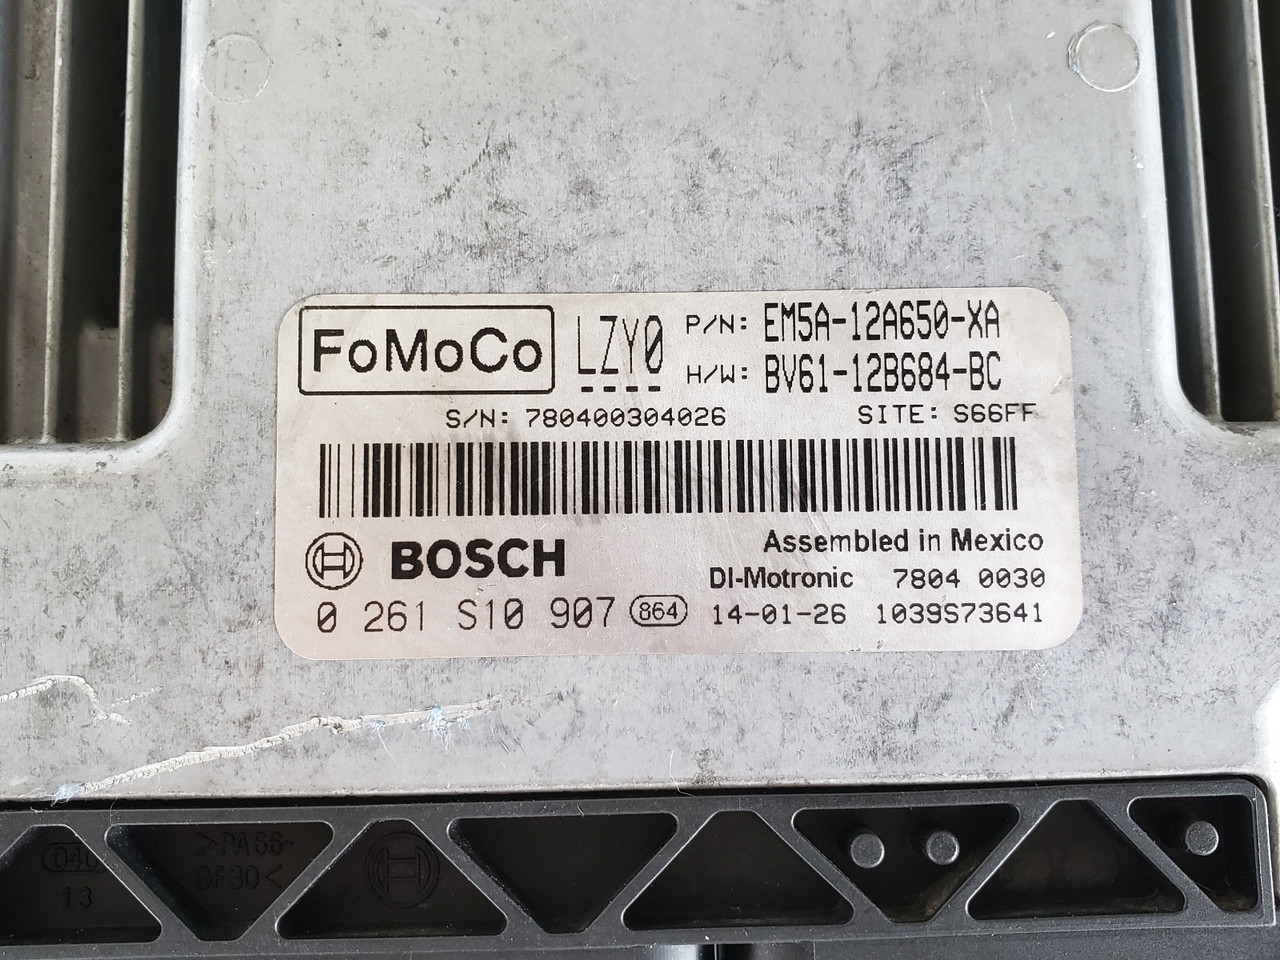 FoMoCo LZY0 P/N: EM5A-12A650-XA
H/W: BV61-12B684-BC
S/N: 780400304026 SITE: S66FF
BOSCH Assembled in Mexico
DI-Motronic 7804 0030
0 261 S10 907 864 14-01-26 1039S73641
040
13
>PA66-
GF30<